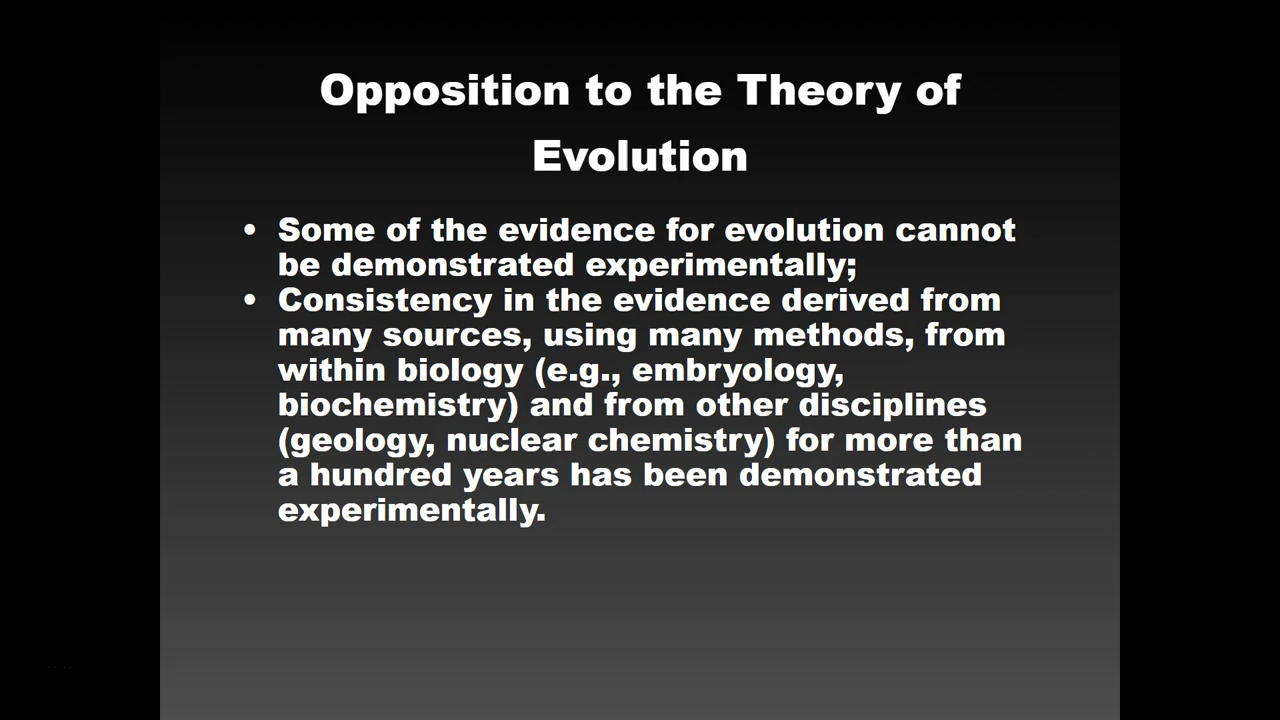 Opposition to the Theory of
Evolution
• Some of the evidence for evolution cannot
be demonstrated experimentally;
• Consistency in the evidence derived from
many sources, using many methods, from
within biology (e.g., embryology,
biochemistry) and from other disciplines
(geology, nuclear chemistry) for more than
a hundred years has been demonstrated
experimentally.